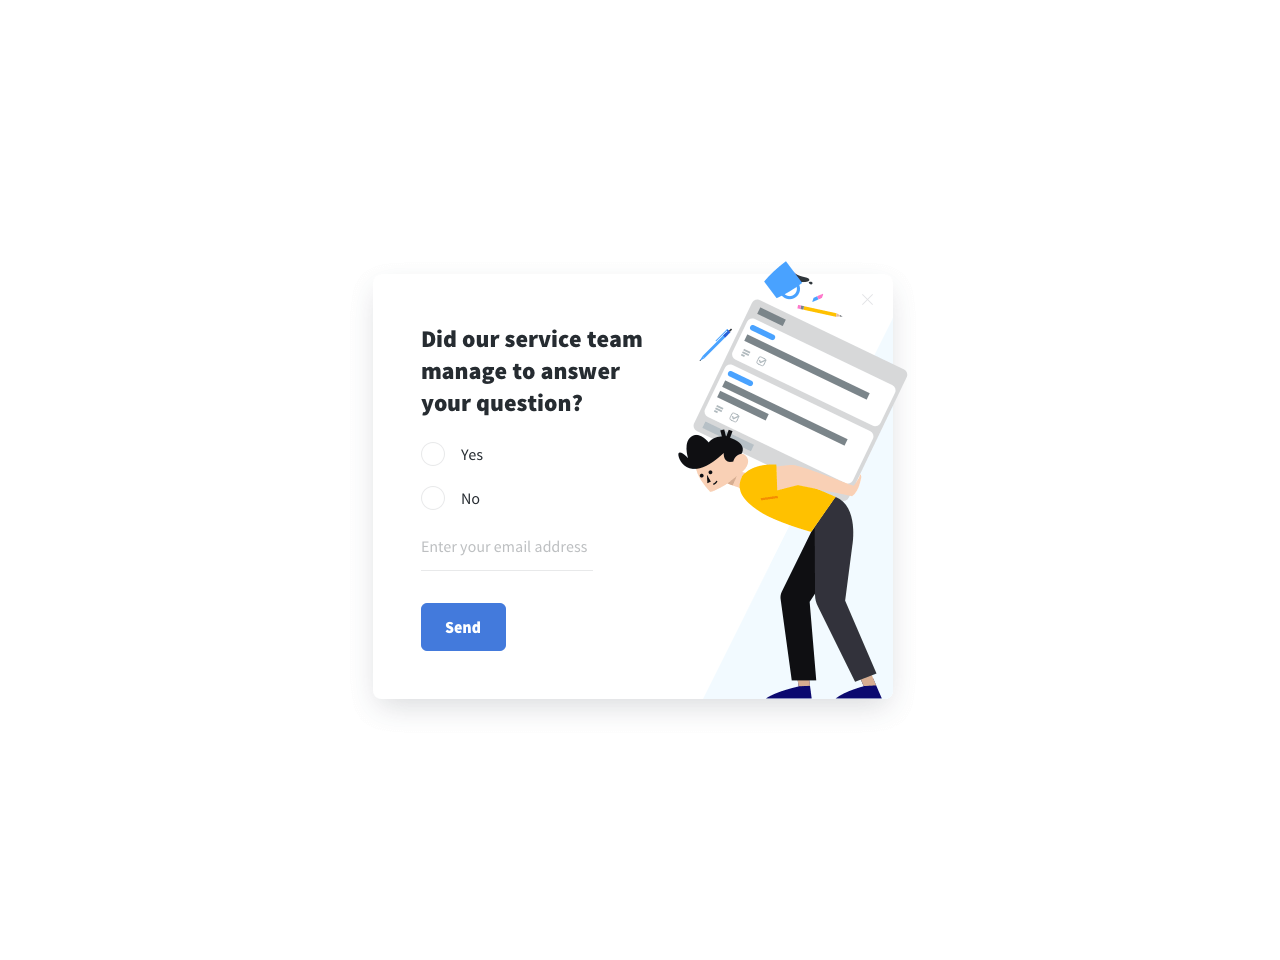 Did our service team
manage to answer
your question?
Yes
No
Enter your email address
Send